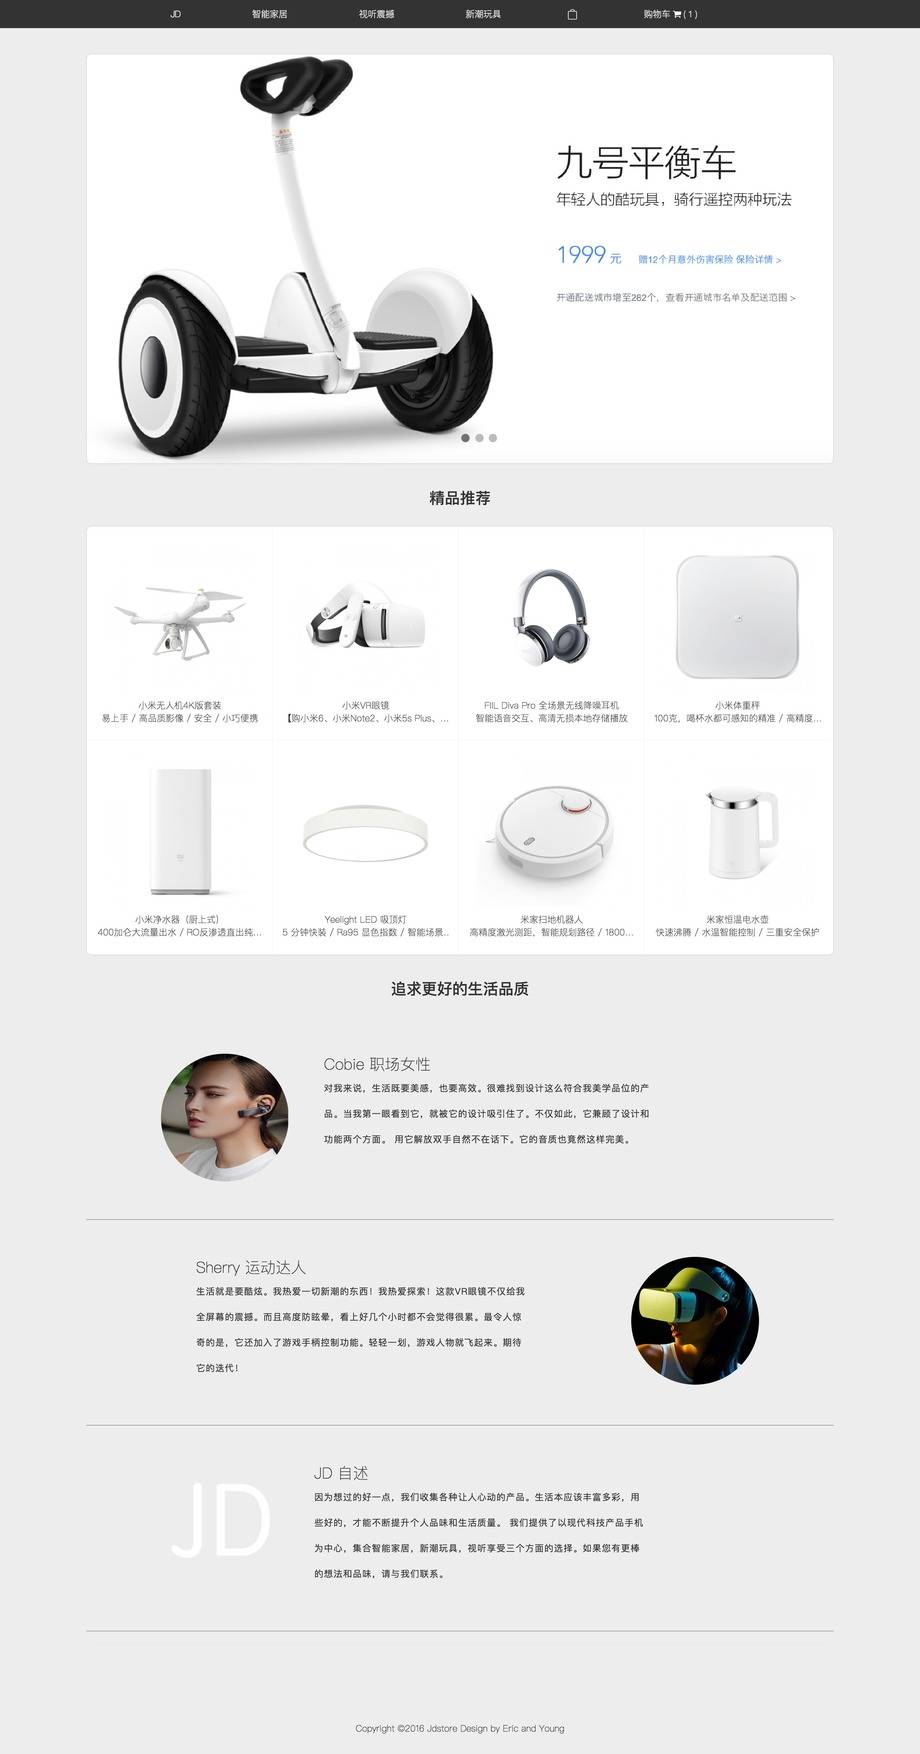 JD 智能家居 视听震撼 新潮玩具 购物车 ( 1 )
九号平衡车
年轻人的酷玩具，骑行遥控两种玩法
1999 元 赠12个月意外伤害保险 保险详情 >
开通配送城市增至262个，查看开通城市名单及配送范围 >
精品推荐
小米无人机4K版套装
易上手 / 高品质影像 / 安全 / 小巧便携
小米VR眼镜
【购小米6、小米Note2、小米5s Plus、...
FIIL Diva Pro 全场景无线降噪耳机
智能语音交互、高清无损本地存储播放
小米体重秤
100克，喝杯水都可感知的精准 / 高精度...
小米净水器（厨上式）
400加仑大流量出水 / RO反渗透直出纯...
Yeelight LED 吸顶灯
5 分钟快装 / Ra95 显色指数 / 智能场景...
米家扫地机器人
高精度激光测距，智能规划路径 / 1800...
米家恒温电水壶
快速沸腾 / 水温智能控制 / 三重安全保护
追求更好的生活品质
Cobie 职场女性
对我来说，生活既要美感，也要高效。很难找到设计这么符合我美学品位的产
品。当我第一眼看到它，就被它的设计吸引住了。不仅如此，它兼顾了设计和
功能两个方面。 用它解放双手自然不在话下。它的音质也竟然这样完美。
Sherry 运动达人
生活就是要酷炫。我热爱一切新潮的东西！我热爱探索！这款VR眼镜不仅给我
全屏幕的震撼。而且高度防眩晕，看上好几个小时都不会觉得很累。最令人惊
奇的是，它还加入了游戏手柄控制功能。轻轻一划，游戏人物就飞起来。期待
它的迭代！
JD
JD 自述
因为想过的好一点，我们收集各种让人心动的产品。生活本应该丰富多彩，用
些好的，才能不断提升个人品味和生活质量。 我们提供了以现代科技产品手机
为中心，集合智能家居，新潮玩具，视听享受三个方面的选择。如果您有更棒
的想法和品味，请与我们联系。
Copyright ©2016 Jdstore Design by Eric and Young